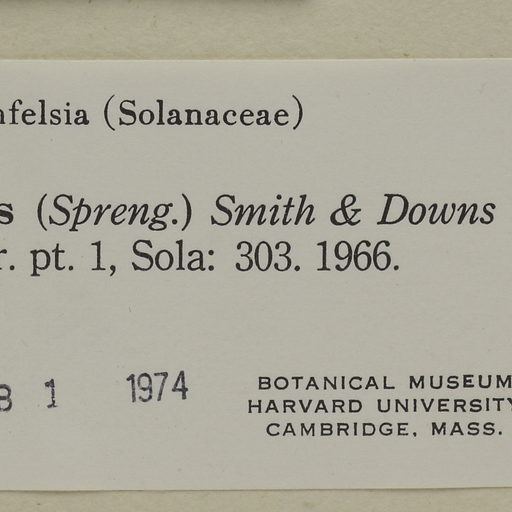 nfelsia (Solanaceae)
s (Spreng.) Smith & Downs
r. pt. 1, Sola: 303. 1966.
B 1 1974
BOTANICAL MUSEUM
HARVARD UNIVERSITY
CAMBRIDGE, MASS.